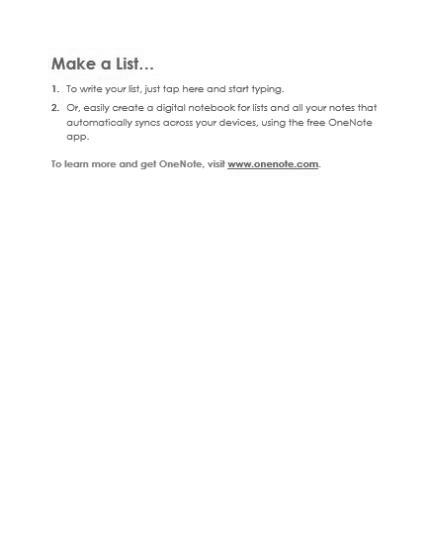 Make a List...
1. To write your list, just tap here and start typing.
2. Or, easily create a digital notebook for lists and all your notes that
automatically syncs across your devices, using the free OneNote
app.
To learn more and get OneNote, visit www.onenote.com.